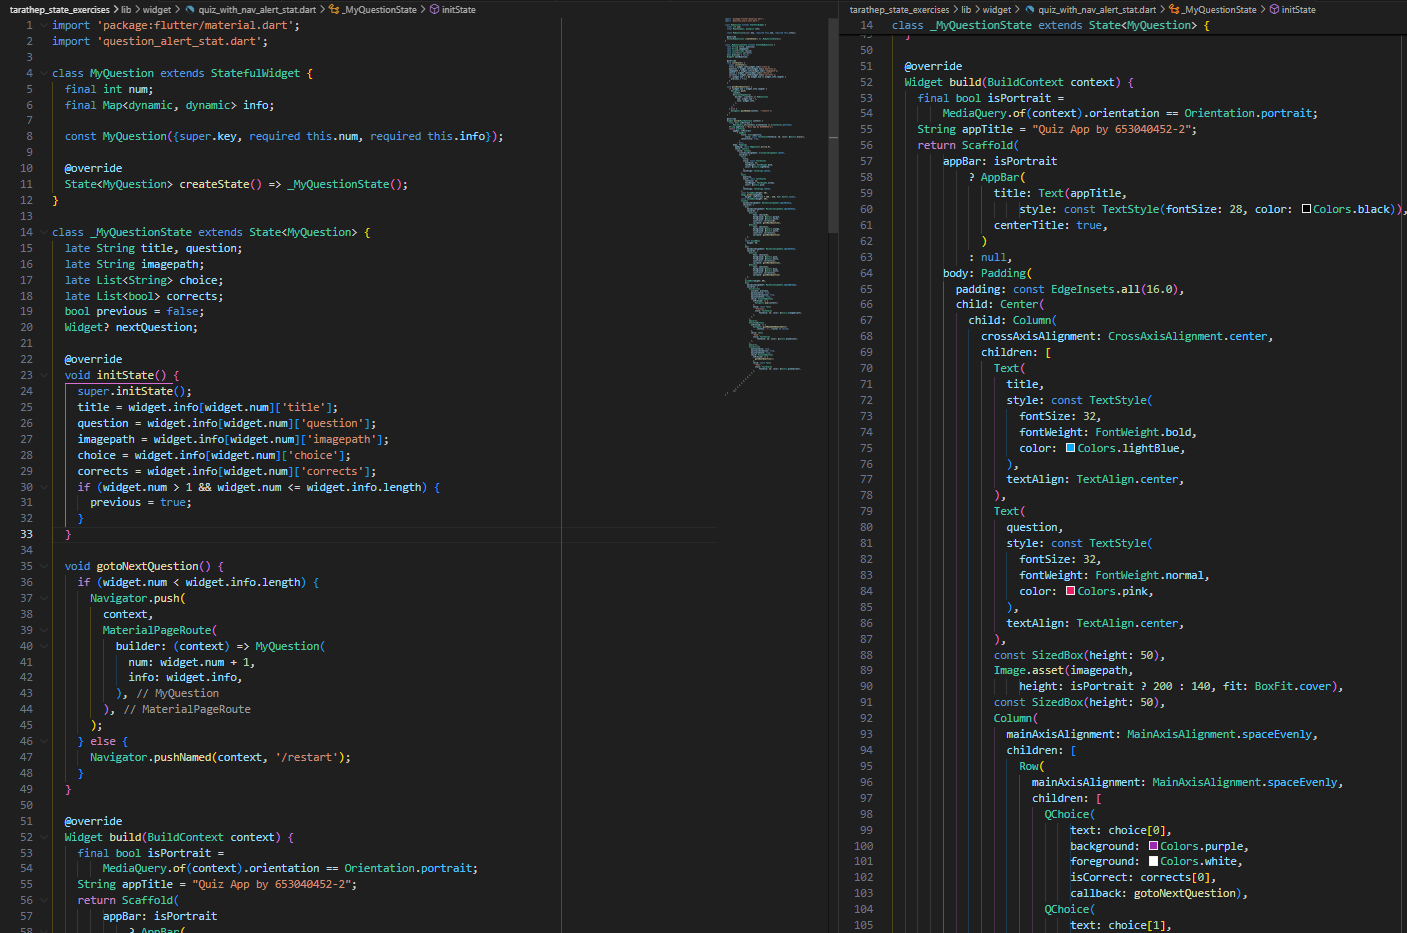 tarathep_state_exercises > lib > widget > quiz_with_nav_alert_stat.dart > _MyQuestionState > initState
1 import 'package:flutter/material.dart';
2 import 'question_alert_stat.dart';
3
4 class MyQuestion extends StatefulWidget {
5 final int num;
6 final Map<dynamic, dynamic> info;
7
8 const MyQuestion({super.key, required this.num, required this.info});
9
10 @override
11 State<MyQuestion> createState() => _MyQuestionState();
12 }
13
14 class _MyQuestionState extends State<MyQuestion> {
15 late String title, question;
16 late String imagepath;
17 late List<String> choice;
18 late List<bool> corrects;
19 bool previous = false;
20 Widget? nextQuestion;
21
22 @override
23 void initState() {
24 super.initState();
25 title = widget.info[widget.num]['title'];
26 question = widget.info[widget.num]['question'];
27 imagepath = widget.info[widget.num]['imagepath'];
28 choice = widget.info[widget.num]['choice'];
29 corrects = widget.info[widget.num]['corrects'];
30 if (widget.num > 1 && widget.num <= widget.info.length) {
31 previous = true;
32 }
33 }
34
35 void gotoNextQuestion() {
36 if (widget.num < widget.info.length) {
37 Navigator.push(
38 context,
39 MaterialPageRoute(
40 builder: (context) => MyQuestion(
41 num: widget.num + 1,
42 info: widget.info,
43 ), // MyQuestion
44 ), // MaterialPageRoute
45 );
46 } else {
47 Navigator.pushNamed(context, '/restart');
48 }
49 }
50
51 @override
52 Widget build(BuildContext context) {
53 final bool isPortrait =
54 MediaQuery.of(context).orientation == Orientation.portrait;
55 String appTitle = "Quiz App by 653040452-2";
56 return Scaffold(
57 appBar: isPortrait
58 ? AppBar(
tarathep_state_exercises > lib > widget > quiz_with_nav_alert_stat.dart > _MyQuestionState > initState
14 class _MyQuestionState extends State<MyQuestion> {
49 }
50
51 @override
52 Widget build(BuildContext context) {
53 final bool isPortrait =
54 MediaQuery.of(context).orientation == Orientation.portrait;
55 String appTitle = "Quiz App by 653040452-2";
56 return Scaffold(
57 appBar: isPortrait
58 ? AppBar(
59 title: Text(appTitle,
60 style: const TextStyle(fontSize: 28, color: Colors.black)),
61 centerTitle: true,
62 )
63 : null,
64 body: Padding(
65 padding: const EdgeInsets.all(16.0),
66 child: Center(
67 child: Column(
68 crossAxisAlignment: CrossAxisAlignment.center,
69 children: [
70 Text(
71 title,
72 style: const TextStyle(
73 fontSize: 32,
74 fontWeight: FontWeight.bold,
75 color: Colors.lightBlue,
76 ),
77 textAlign: TextAlign.center,
78 ),
79 Text(
80 question,
81 style: const TextStyle(
82 fontSize: 32,
83 fontWeight: FontWeight.normal,
84 color: Colors.pink,
85 ),
86 textAlign: TextAlign.center,
87 ),
88 const SizedBox(height: 50),
89 Image.asset(imagepath,
90 height: isPortrait ? 200 : 140, fit: BoxFit.cover),
91 const SizedBox(height: 50),
92 Column(
93 mainAxisAlignment: MainAxisAlignment.spaceEvenly,
94 children: [
95 Row(
96 mainAxisAlignment: MainAxisAlignment.spaceEvenly,
97 children: [
98 QChoice(
99 text: choice[0],
100 background: Colors.purple,
101 foreground: Colors.white,
102 isCorrect: corrects[0],
103 callback: gotoNextQuestion),
104 QChoice(
105 text: choice[1],